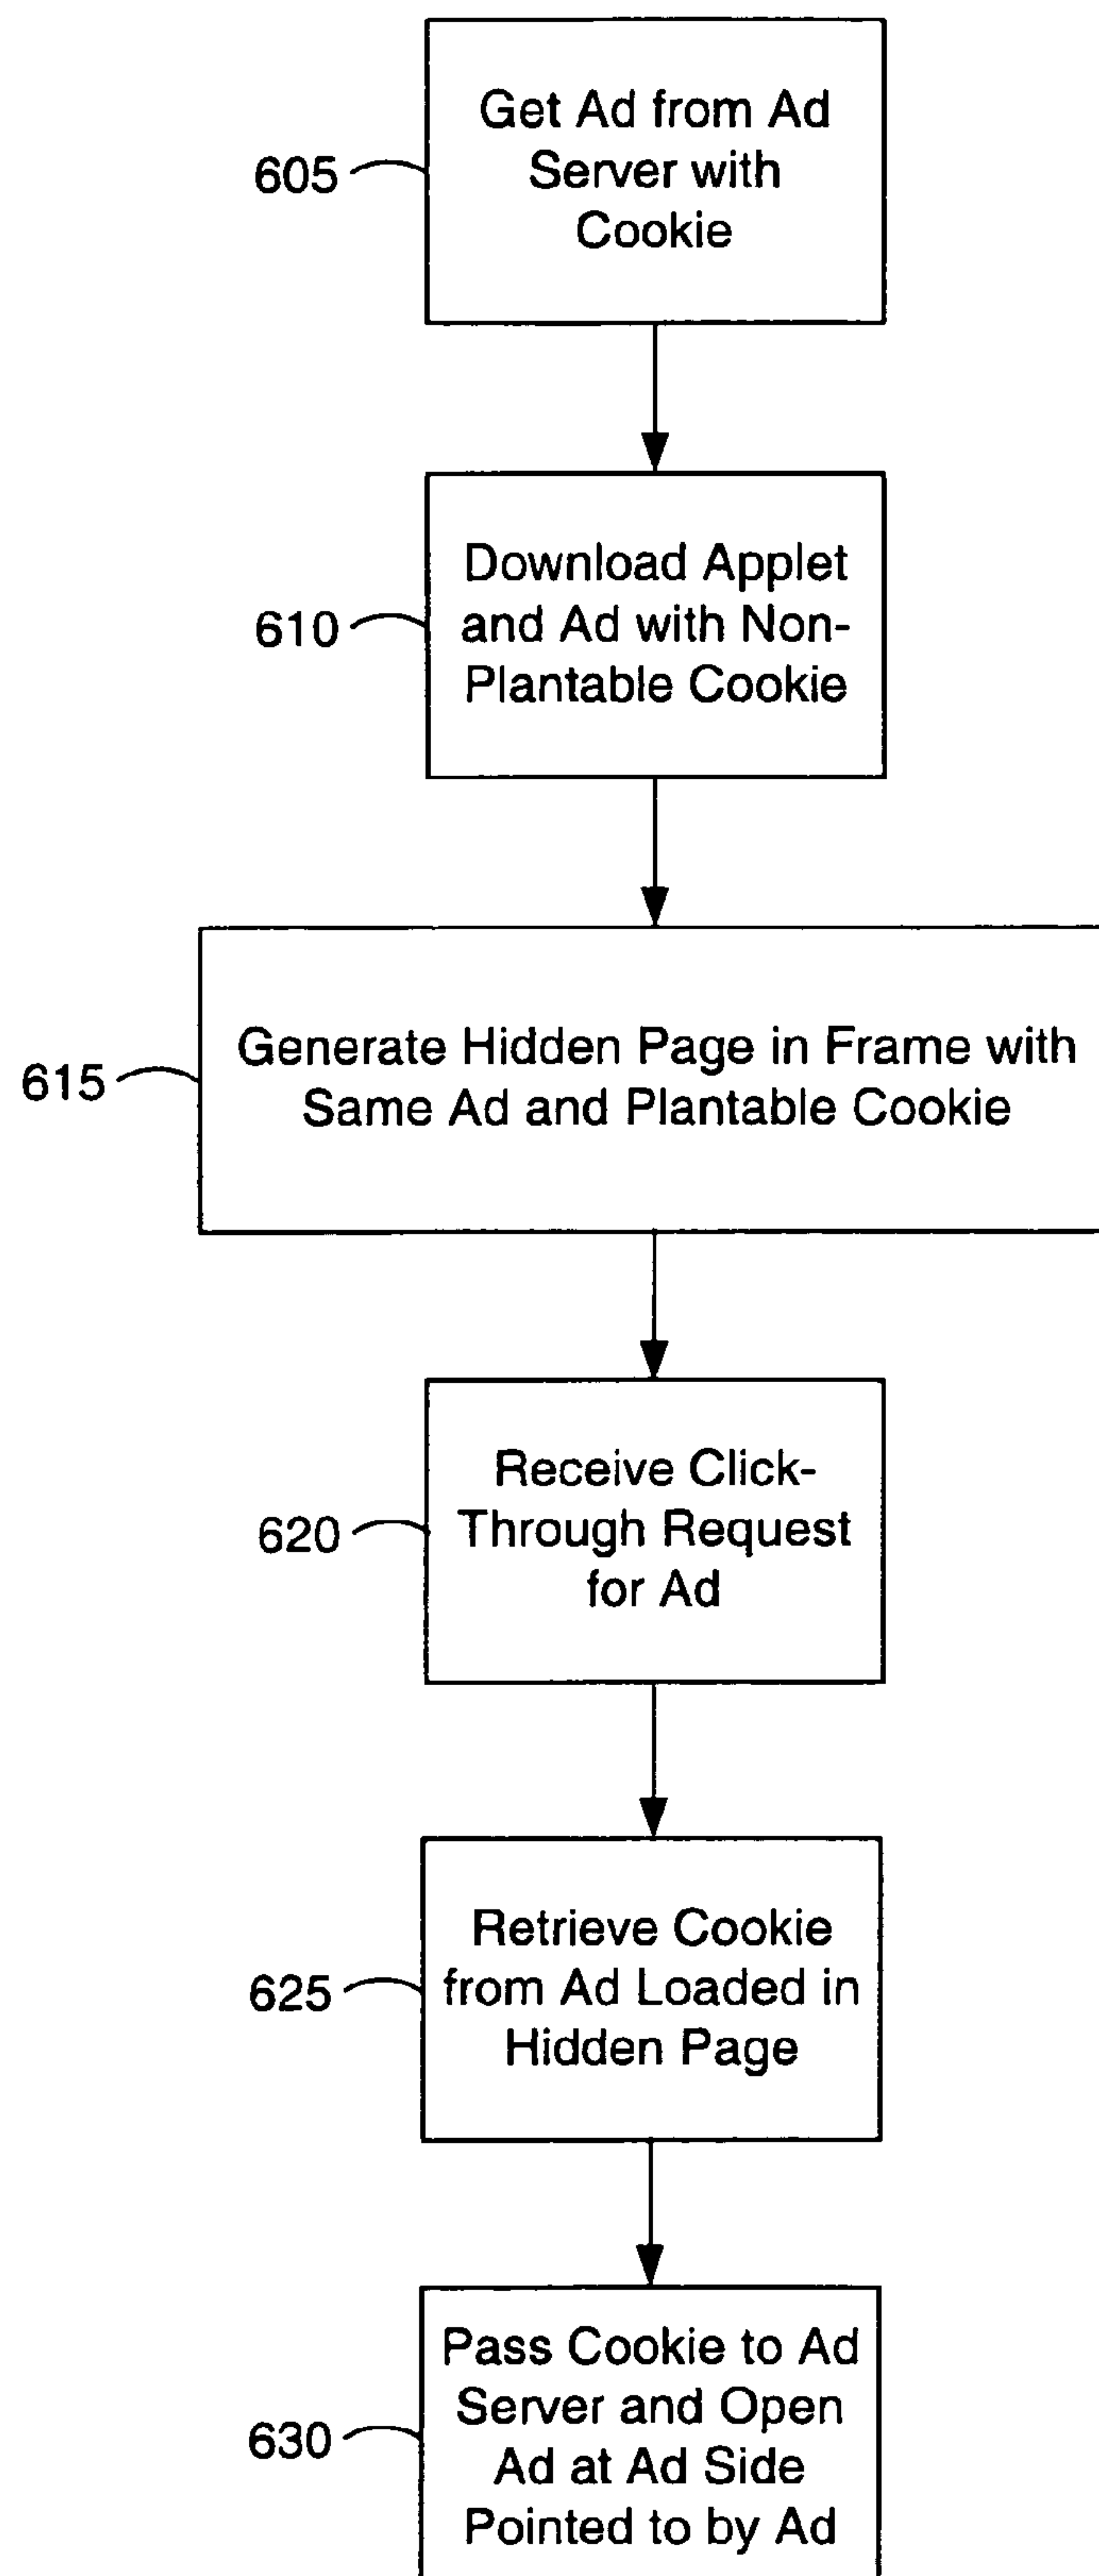 Get Ad from Ad
Server with
Cookie
605
Download Applet
and Ad with Non-
Plantable Cookie
610
Generate Hidden Page in Frame with
Same Ad and Plantable Cookie
615
Receive Click-
Through Request
for Ad
620
Retrieve Cookie
from Ad Loaded in
Hidden Page
625
Pass Cookie to Ad
Server and Open
Ad at Ad Side
Pointed to by Ad
630